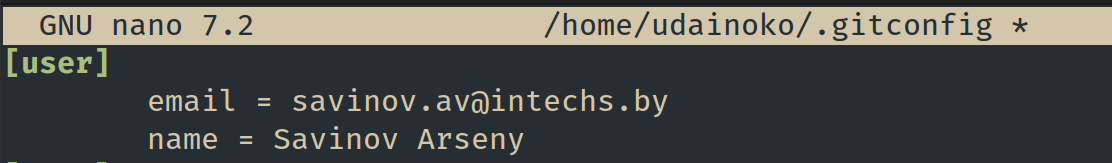 GNU nano 7.2 /home/udainoko/.gitconfig *
[user]
email = savinov.av@intechs.by
name = Savinov Arseny